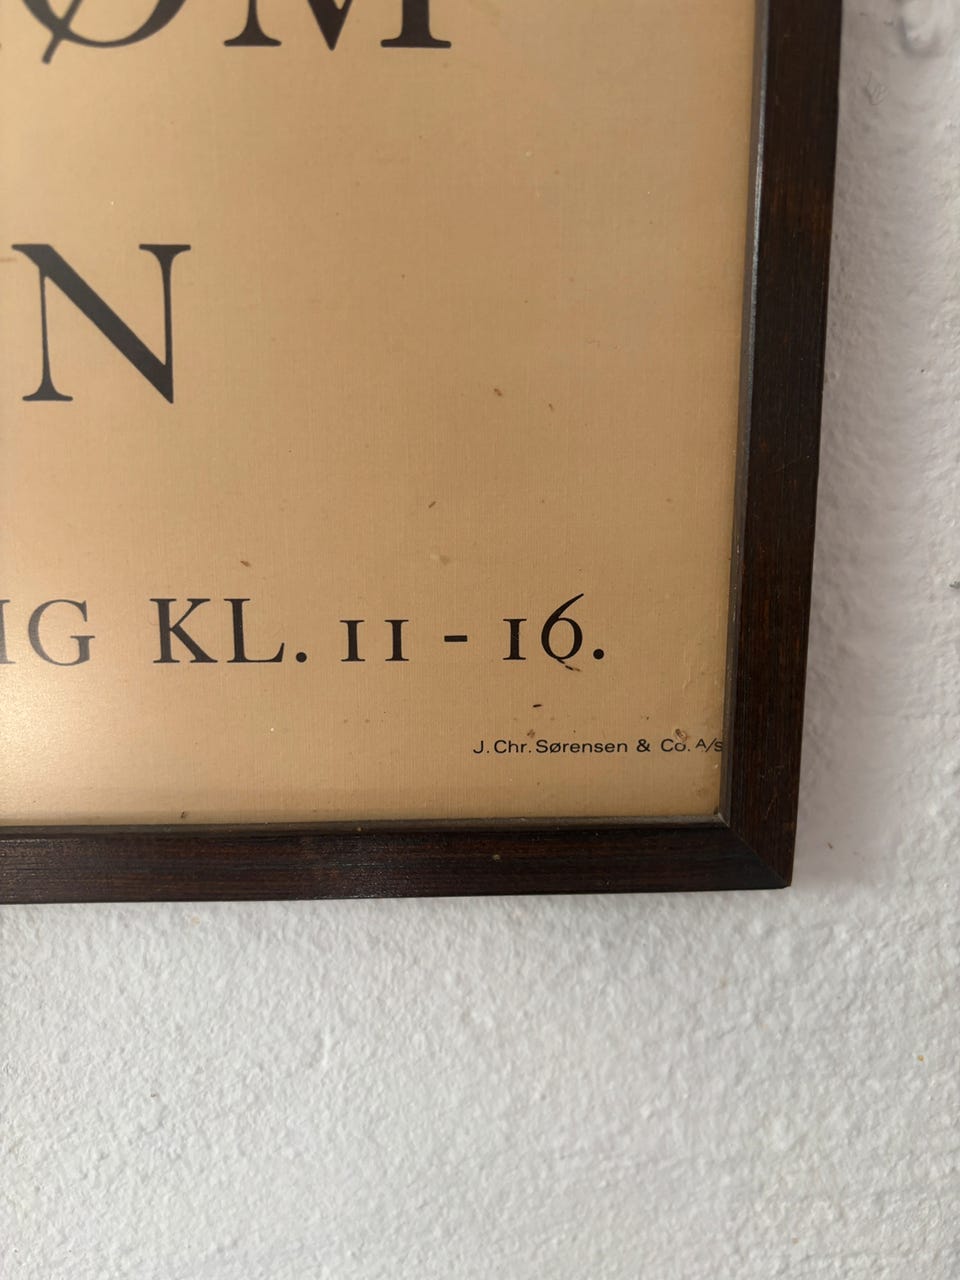 ØM
N
IG KL. 11 - 16.
J. Chr. Sørensen & Co. A/s